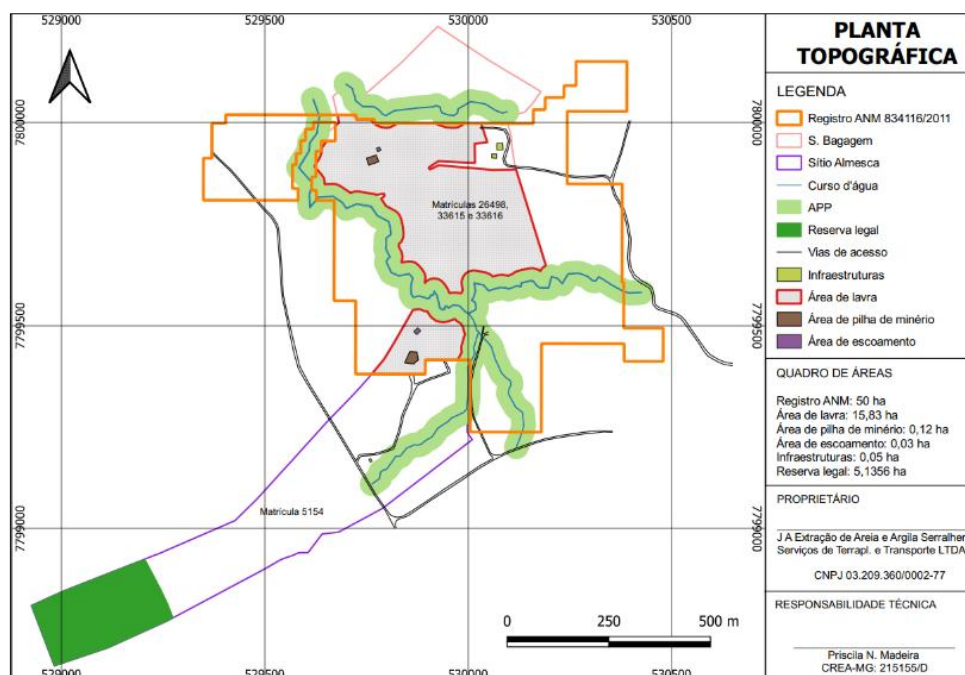 529000
529500
530000
530500
PLANTA
TOPOGRÁFICA
LEGENDA
Registro ANM 834116/2011
S. Bagagem
Sítio Almesca
Curso d'água
APP
Reserva legal
Vias de acesso
Infraestruturas
Área de lavra
Área de pilha de minério
Área de escoamento
QUADRO DE ÁREAS
Registro ANM: 50 ha
Área de lavra: 15,83 ha
Área de pilha de minério: 0,12 ha
Área de escoamento: 0,03 ha
Infraestruturas: 0,05 ha
Reserva legal: 5,1356 ha
PROPRIETÁRIO
J A Extração de Areia e Argila Serralher
Serviços de Terrapl. e Transporte LTDA
CNPJ 03.209.360/0002-77
RESPONSABILIDADE TÉCNICA
Priscila N. Madeira
CREA-MG: 215155/D
7800000
7800000
Matrículas 26498,
33615 e 33616
7799500
7799500
Matrícula 5154
7799000
7799000
0 250 500 m
529000
529500
530000
530500